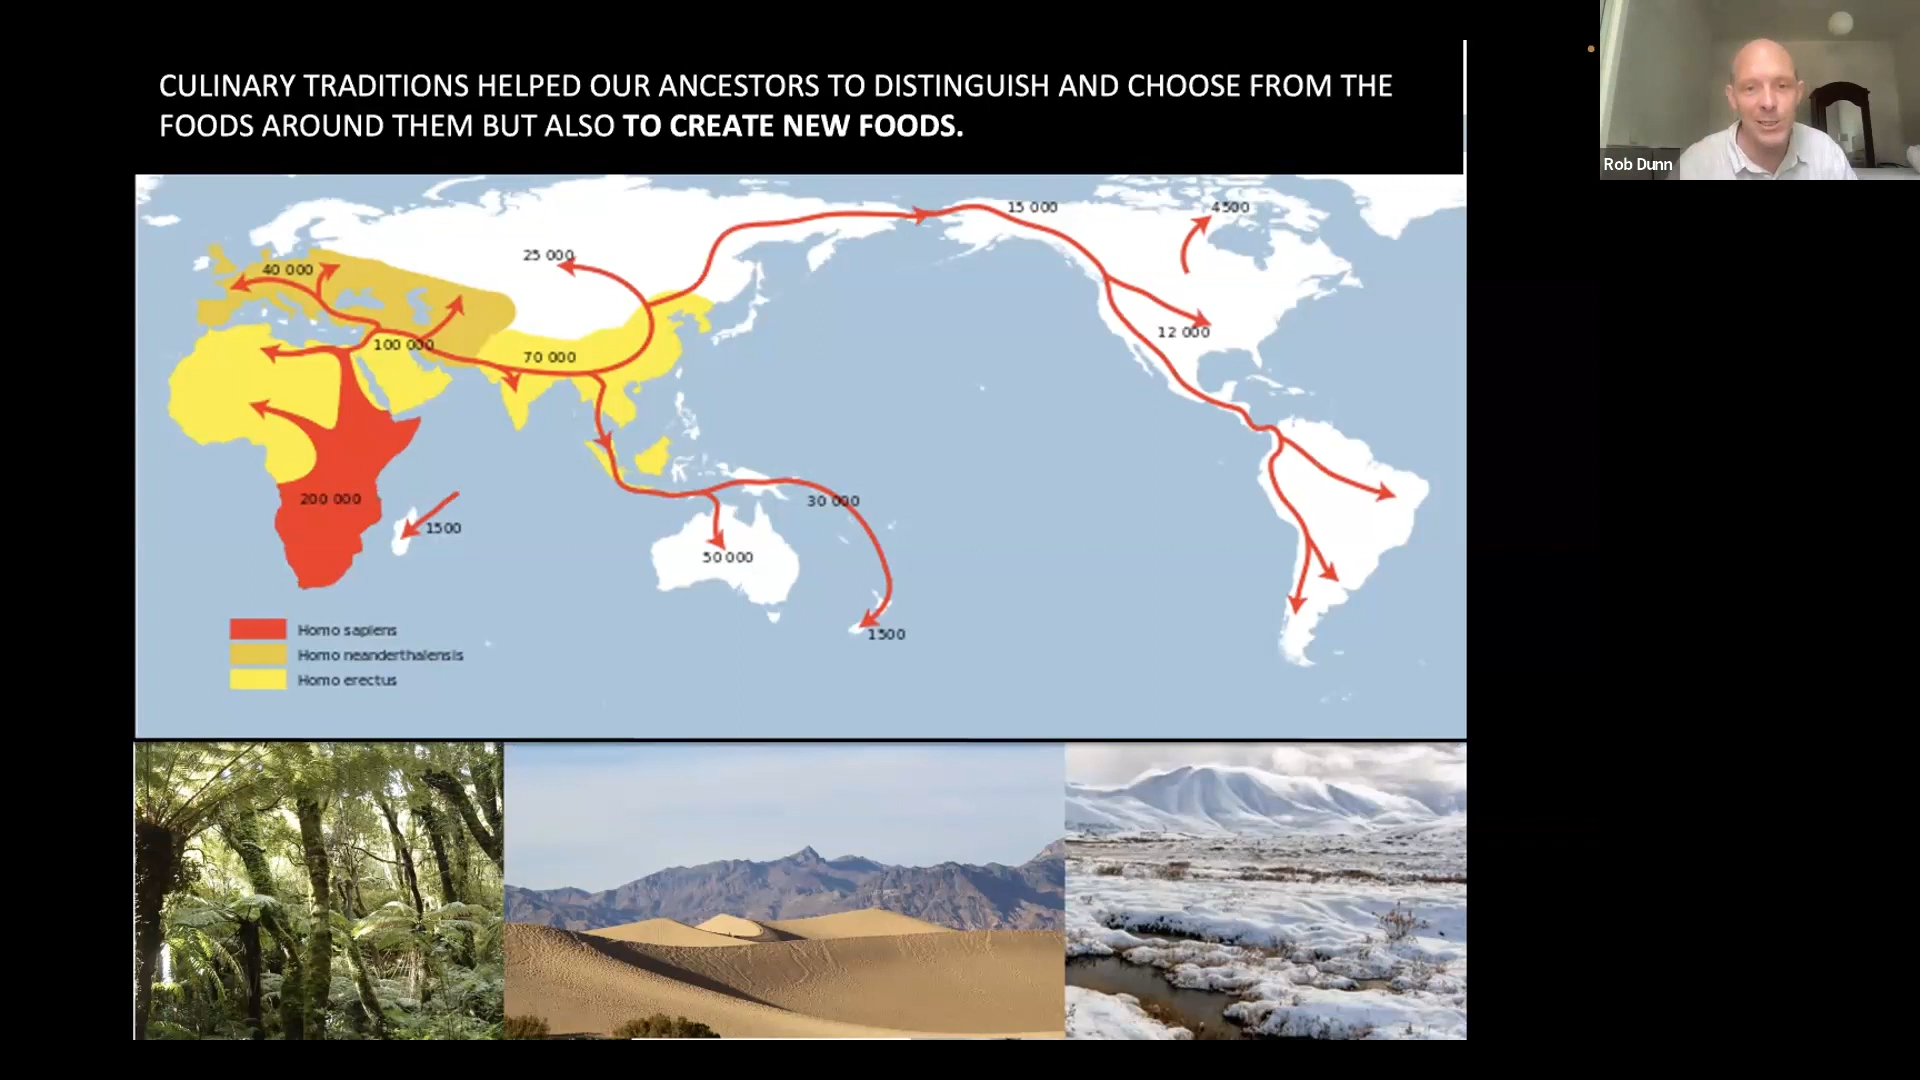 CULINARY TRADITIONS HELPED OUR ANCESTORS TO DISTINGUISH AND CHOOSE FROM THE
FOODS AROUND THEM BUT ALSO TO CREATE NEW FOODS.
Rob Dunn
15 000
4500
25 000
40 000
12 000
100 000
70 000
200 000
30 000
1500
50 000
1500
Homo sapiens
Homo neanderthalensis
Homo erectus